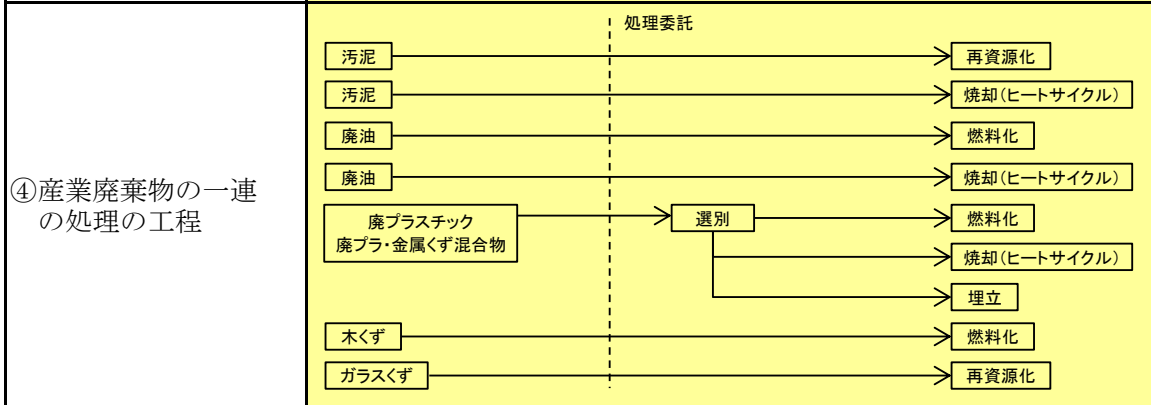 ④産業廃棄物の一連
の処理の工程
処理委託
汚泥
再資源化
汚泥
焼却(ヒートサイクル)
廃油
燃料化
廃油
焼却(ヒートサイクル)
廃プラスチック
廃プラ・金属くず混合物
選別
燃料化
焼却(ヒートサイクル)
埋立
木くず
燃料化
ガラスくず
再資源化